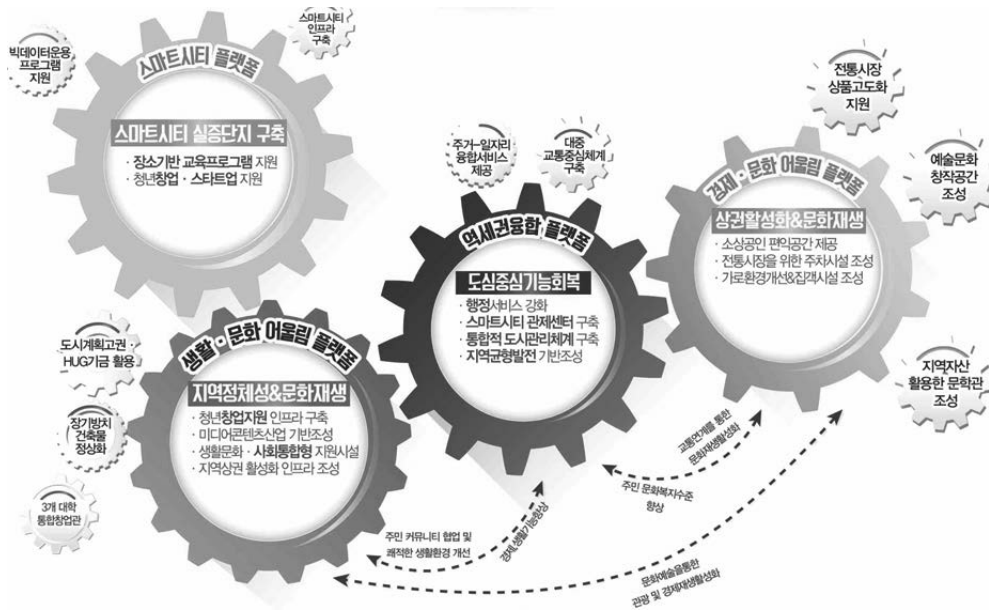 스마트시티
인프라
구축
빅데이터운용
프로그램
지원
스마트시티 플랫폼
스마트시티 실증단지 구축
· 장소기반 교육프로그램 지원
· 청년창업 · 스타트업 지원
주거-일자리
융합서비스
제공
대중
교통중심체계
구축
역세권융합 플랫폼
도심중심기능회복
· 행정서비스 강화
· 스마트시티 관제센터 구축
· 통합적 도시관리체계 구축
· 지역균형발전 기반조성
전통시장
상품고도화
지원
예술문화
창작공간
조성
지역자산
활용한 문학관
조성
경제 · 문화 어울림 플랫폼
상권활성화&문화재생
· 소상공인 편익공간 제공
· 전통시장을 위한 주차시설 조성
· 가로환경개선&집객시설 조성
도시계획고권·
HUG기금 활용
장기방치
건축물
정상화
3개 대학
통합창업관
생활 · 문화 어울림 플랫폼
지역정체성&문화재생
· 청년창업지원 인프라 구축
· 미디어콘텐츠산업 기반조성
· 생활문화 · 사회통합형 지원시설
· 지역상권 활성화 인프라 조성
주민 커뮤니티 협업 및
쾌적한 생활환경 개선
경제,생활기능향상
주민 문화복지수준
향상
교통연계를 통한
문화재생활성화
문화예술을통한
관광 및 경제재생활성화